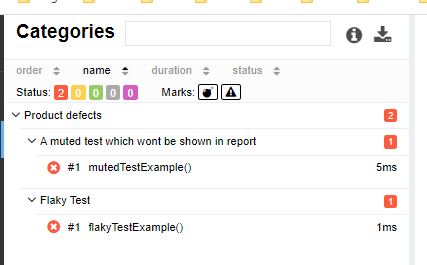 Categories
order name duration status
Status: 2 0 0 0 0 Marks:
Product defects 2
A muted test which wont be shown in report 1
#1 mutedTestExample() 5ms
Flaky Test 1
#1 flakyTestExample() 1ms